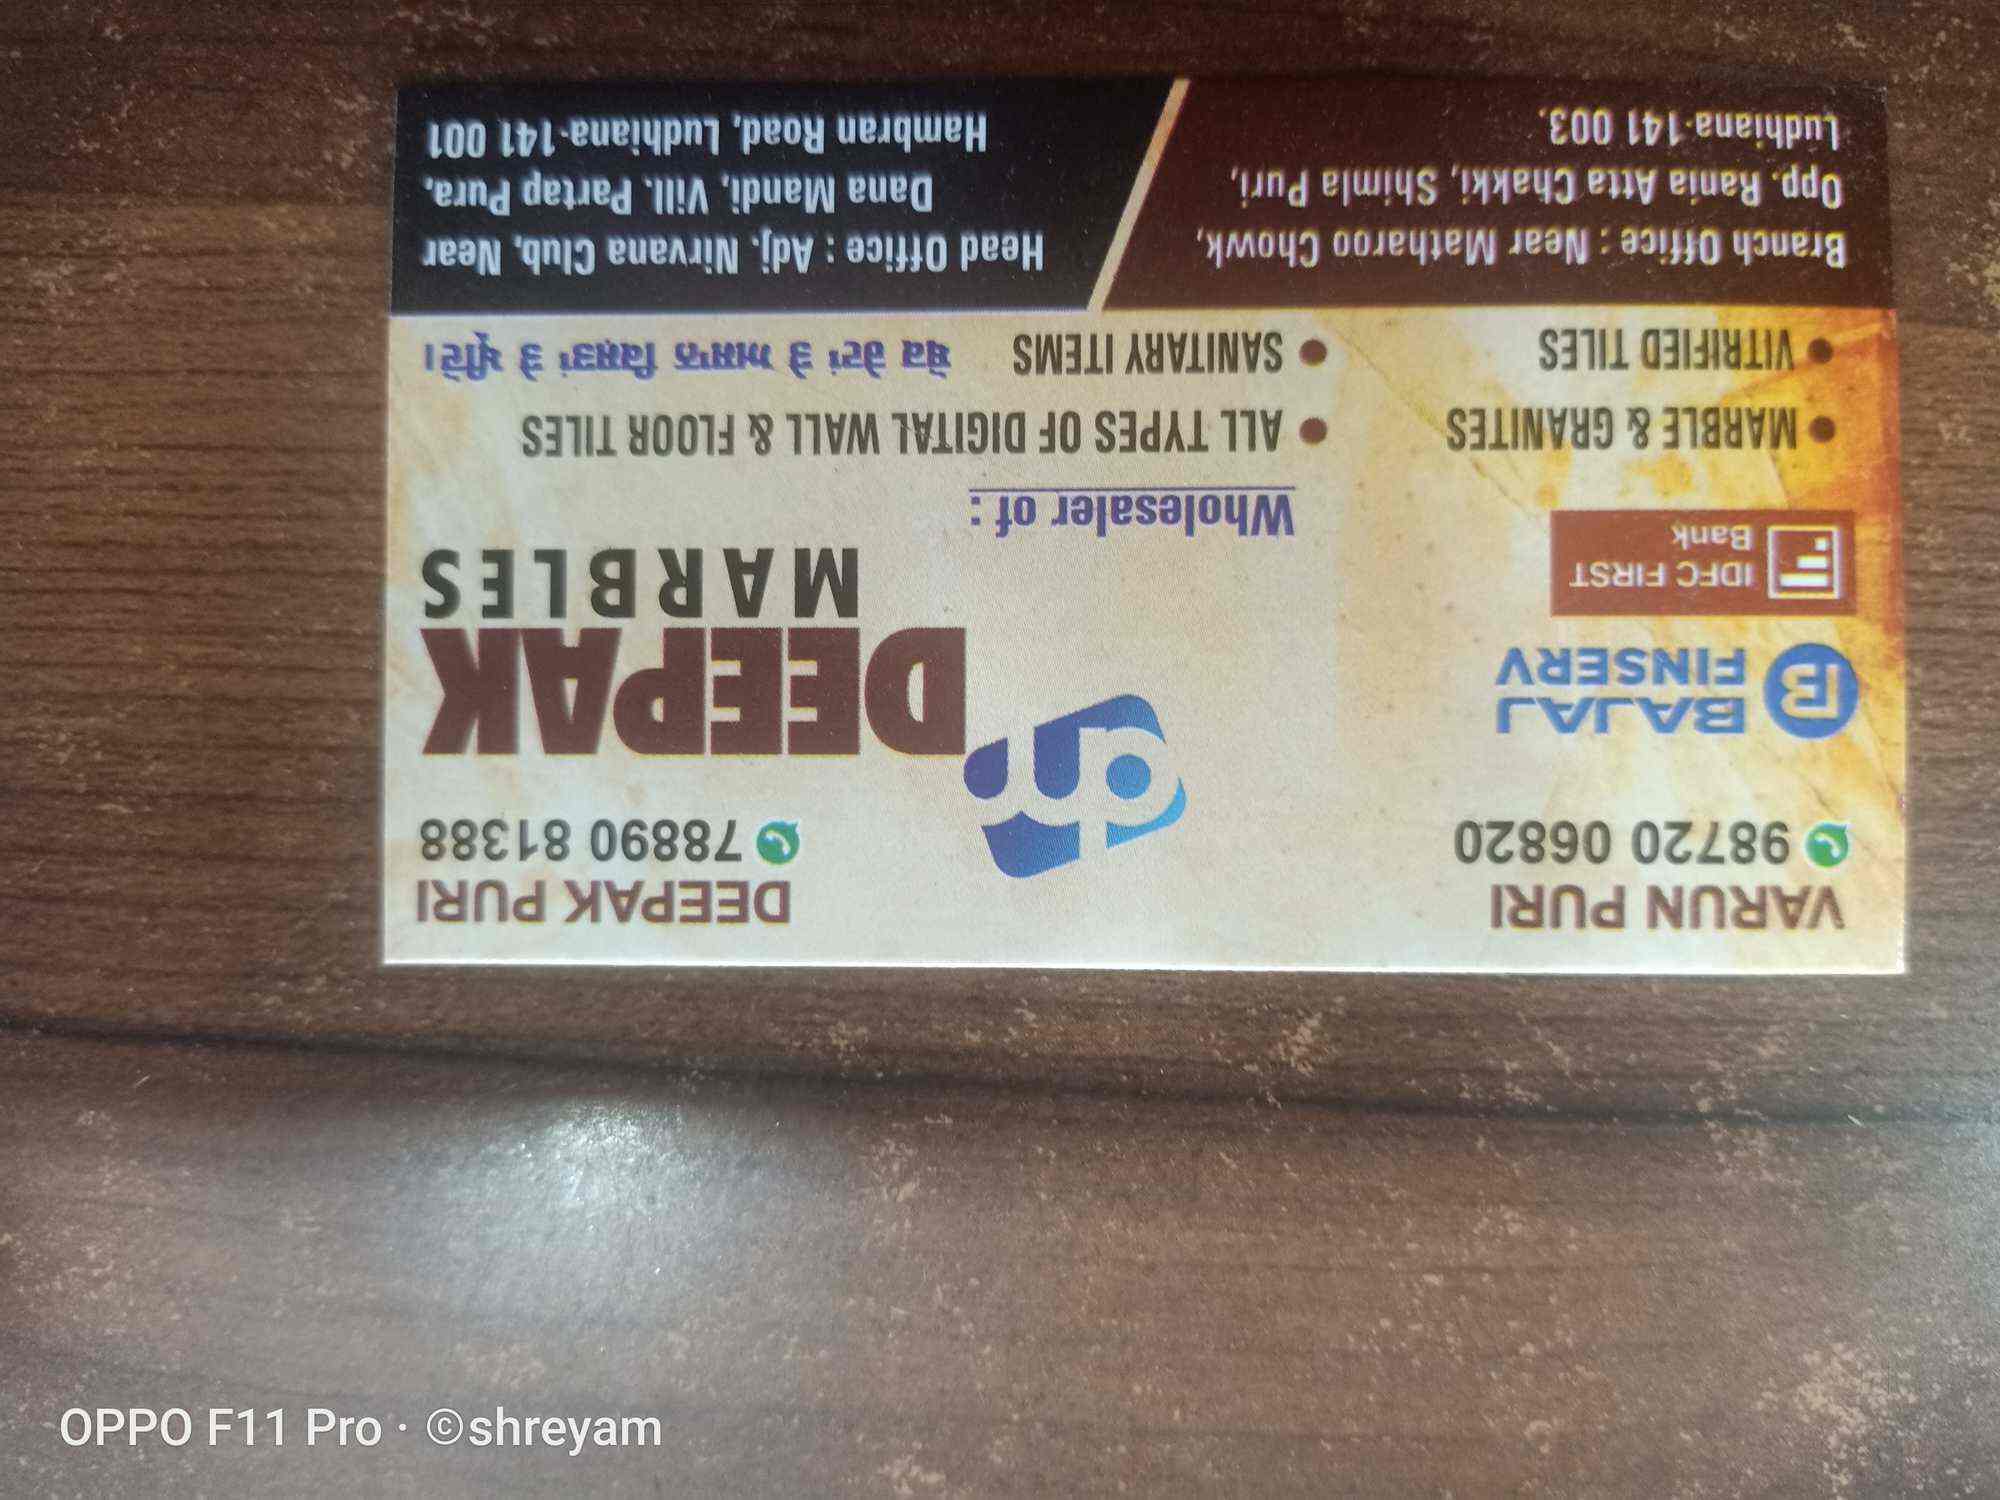 VARUN PURI
98720 06820
DEEPAK PURI
78890 81388
BAJAJ
FINSERV
IDFC FIRST
Bank
dm
DEEPAK
MARBLES
Wholesaler of :
• MARBLE & GRANITES
• ALL TYPES OF DIGITAL WALL & FLOOR TILES
• VITRIFIED TILES
• SANITARY ITEMS
Branch Office : Near Matharoo Chowk,
Opp. Rania Atta Chakki, Shimla Puri,
Ludhiana-141 003.
Head Office : Adj. Nirvana Club, Near
Dana Mandi, Vill. Partap Pura,
Hambran Road, Ludhiana-141 001
OPPO F11 Pro · ©shreyam